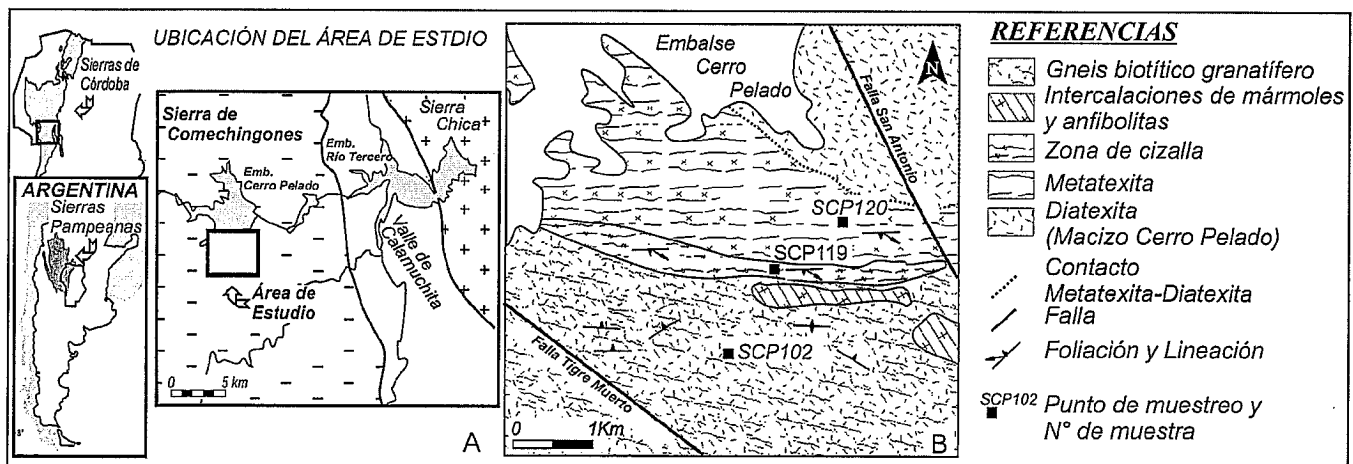 UBICACIÓN DEL ÁREA DE ESTDIO
Sierras de
Córdoba
ARGENTINA
Sierras
Pampeanas
Sierra de
Comechingones
Sierra
Chica
Emb.
Río Tercero
Emb.
Cerro Pelado
Valle de
Calamuchita
Área de
Estudio
0 5 km
A
Embalse
Cerro
Pelado
N
Falla San Antonio
SCP120
SCP119
SCP102
Falla Tigre Muerto
0 1Km
B
REFERENCIAS
Gneis biotítico granatífero
Intercalaciones de mármoles
y anfibolitas
Zona de cizalla
Metatexita
Diatexita
(Macizo Cerro Pelado)
Contacto
Metatexita-Diatexita
Falla
Foliación y Lineación
SCP102 Punto de muestreo y
N° de muestra